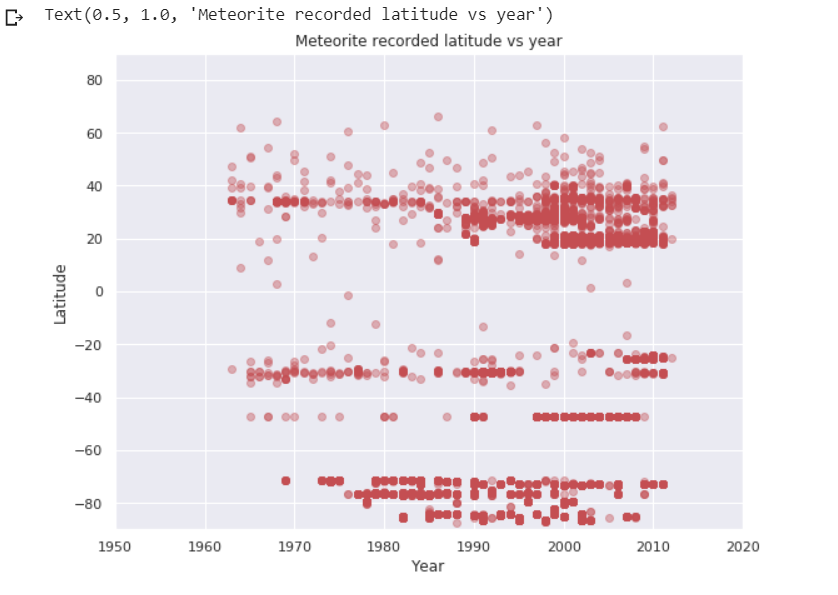 Text(0.5, 1.0, 'Meteorite recorded latitude vs year')
Meteorite recorded latitude vs year
80
60
40
20
0
−20
−40
−60
−80
Latitude
1950 1960 1970 1980 1990 2000 2010 2020
Year